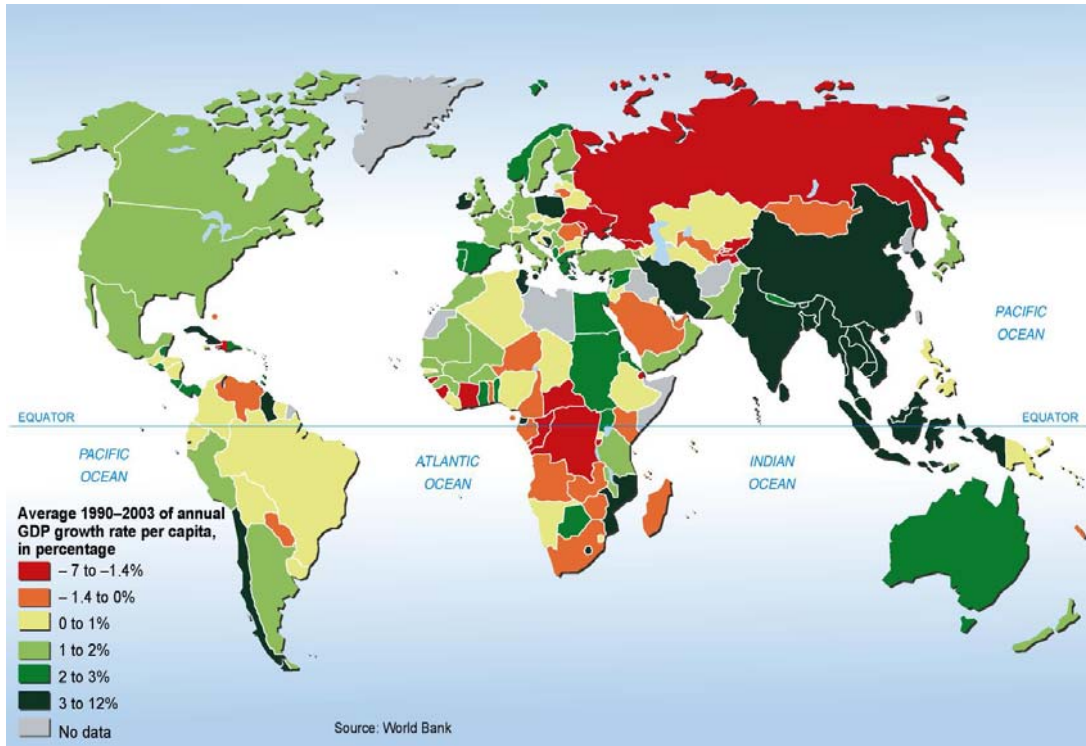 PACIFIC
OCEAN
EQUATOR
EQUATOR
PACIFIC
OCEAN
ATLANTIC
OCEAN
INDIAN
OCEAN
Average 1990–2003 of annual
GDP growth rate per capita,
in percentage
– 7 to –1.4%
– 1.4 to 0%
0 to 1%
1 to 2%
2 to 3%
3 to 12%
No data
Source: World Bank